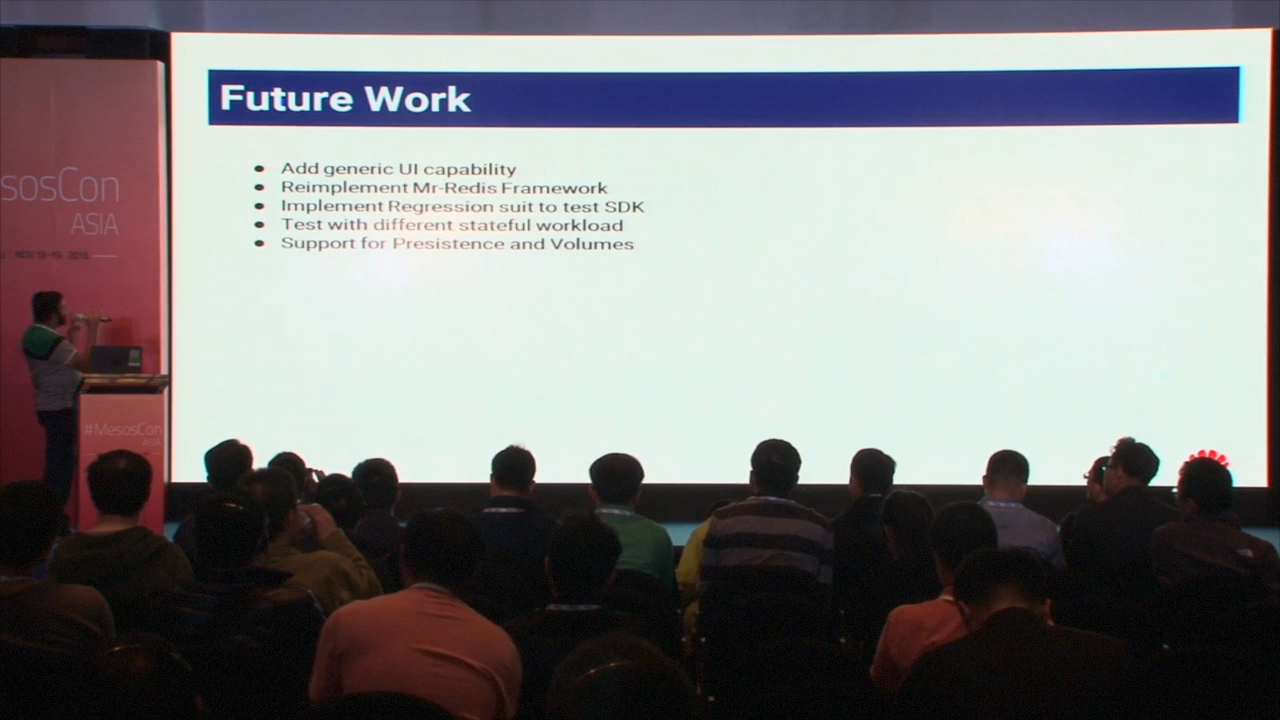 Future Work
Add generic UI capability
Reimplement Mr-Redis Framework
Implement Regression suit to test SDK
Test with different stateful workload
Support for Presistence and Volumes
sosCon
ASIA
#MesosCon
ASIA